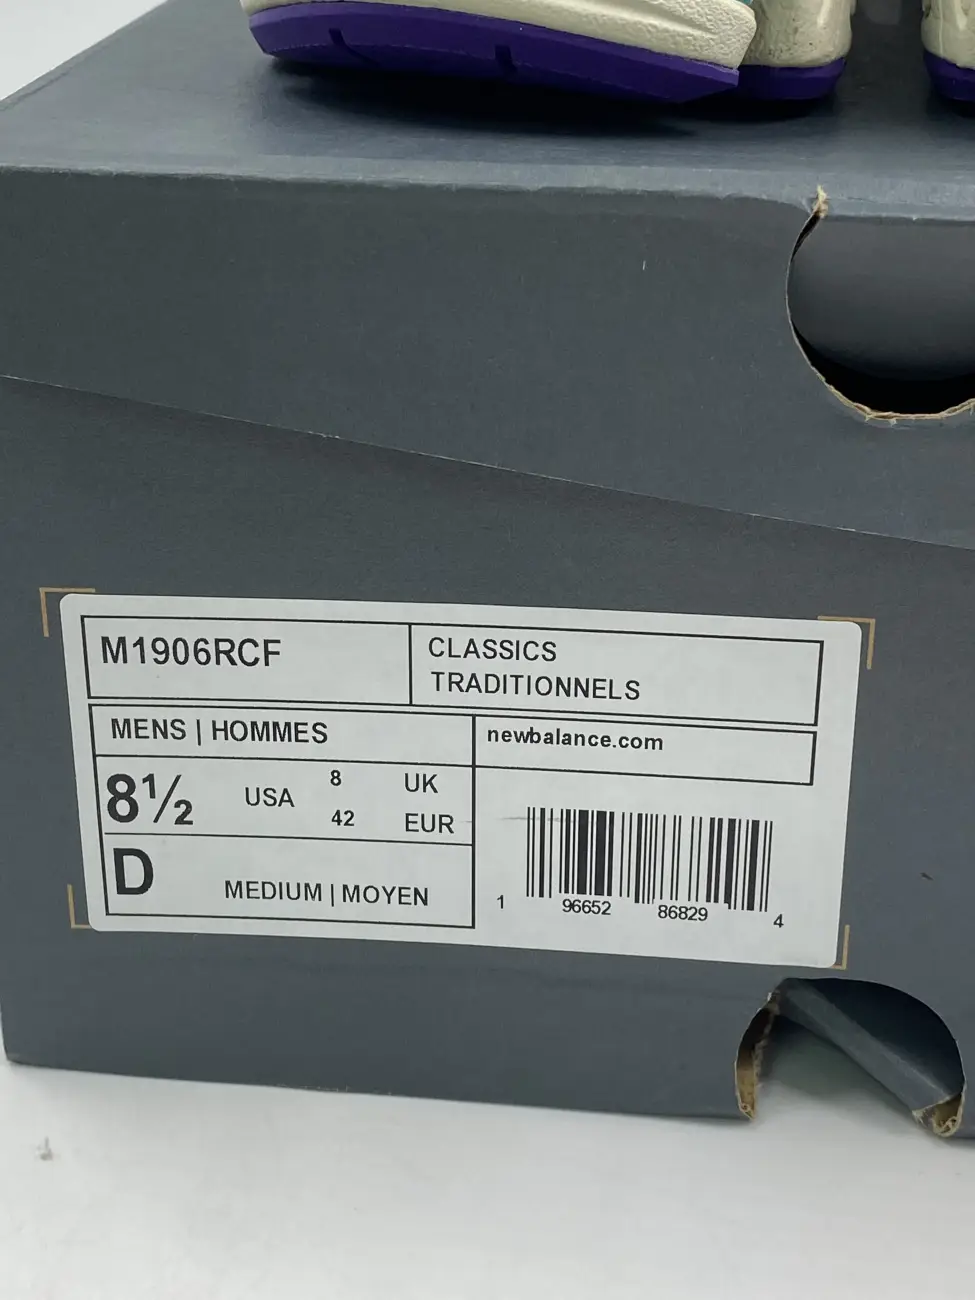 M1906RCF
CLASSICS
TRADITIONNELS
MENS | HOMMES
newbalance.com
8½ USA 8 UK
42 EUR
D MEDIUM | MOYEN
1 96652 86829 4